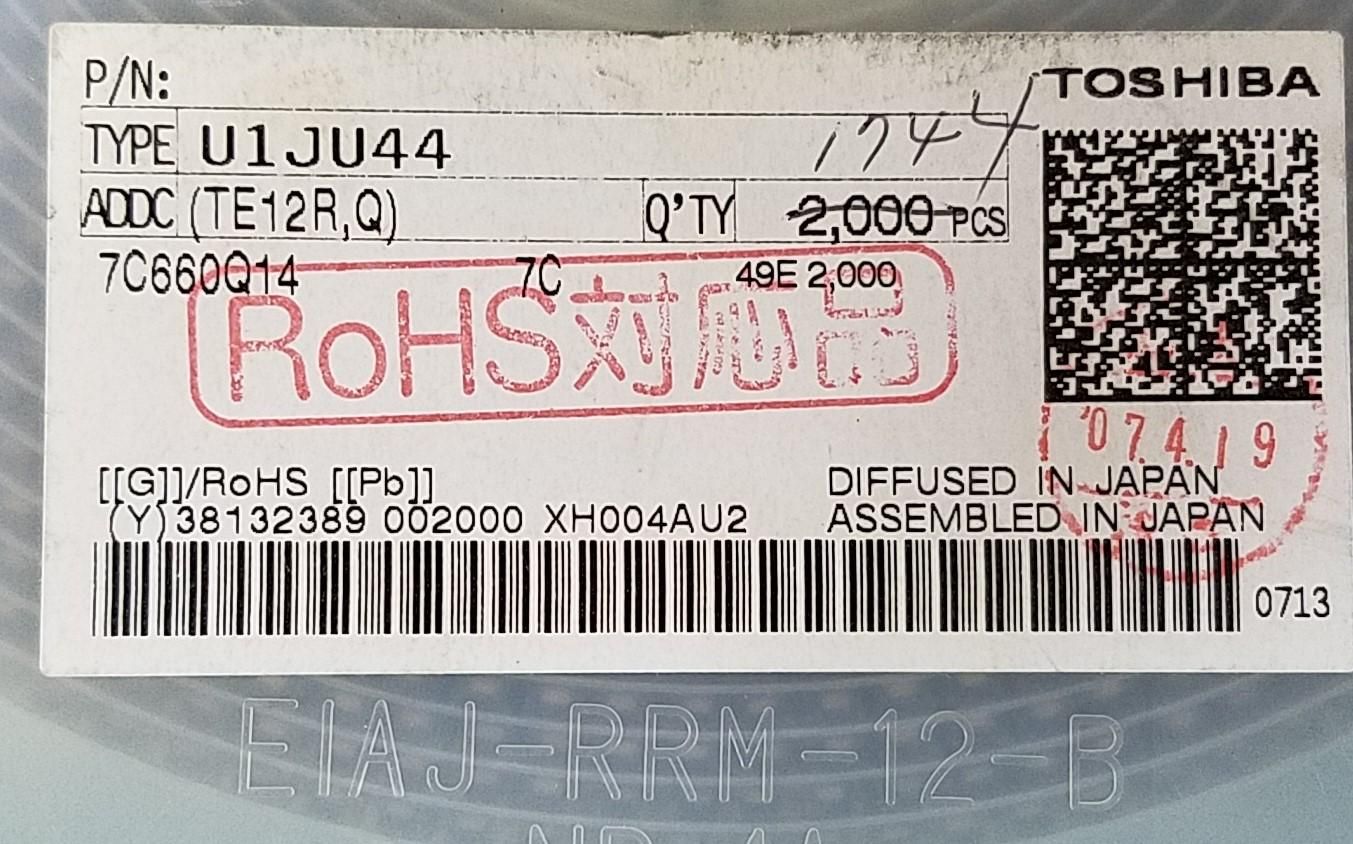 P/N:
TOSHIBA
TYPE U1JU44 1744
ADDC (TE12R,Q) Q'TY 2,000 PCS
7C660Q14 7C 49E 2,000
RoHS対応品
'07.4.19
[[G]]/RoHS [[Pb]] DIFFUSED IN JAPAN
(Y)38132389 002000 XH004AU2 ASSEMBLED IN JAPAN
0713
EIAJ-RRM-12-B